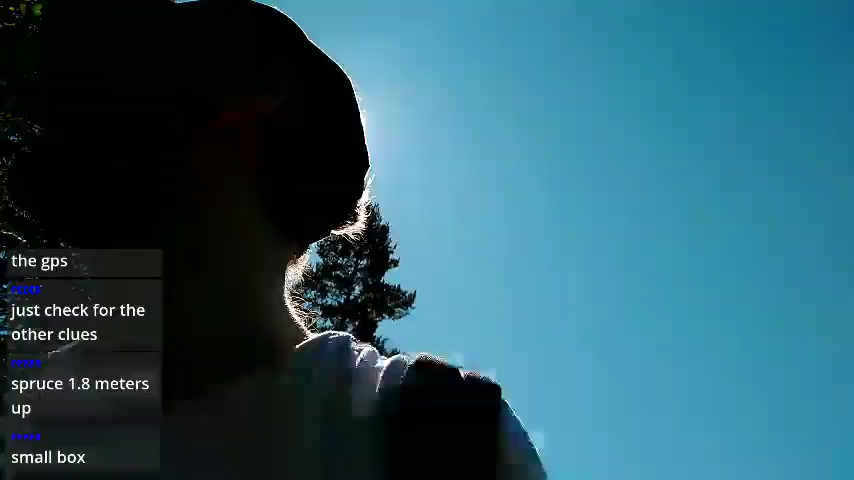 the gps
just check for the
other clues
spruce 1.8 meters
up
small box